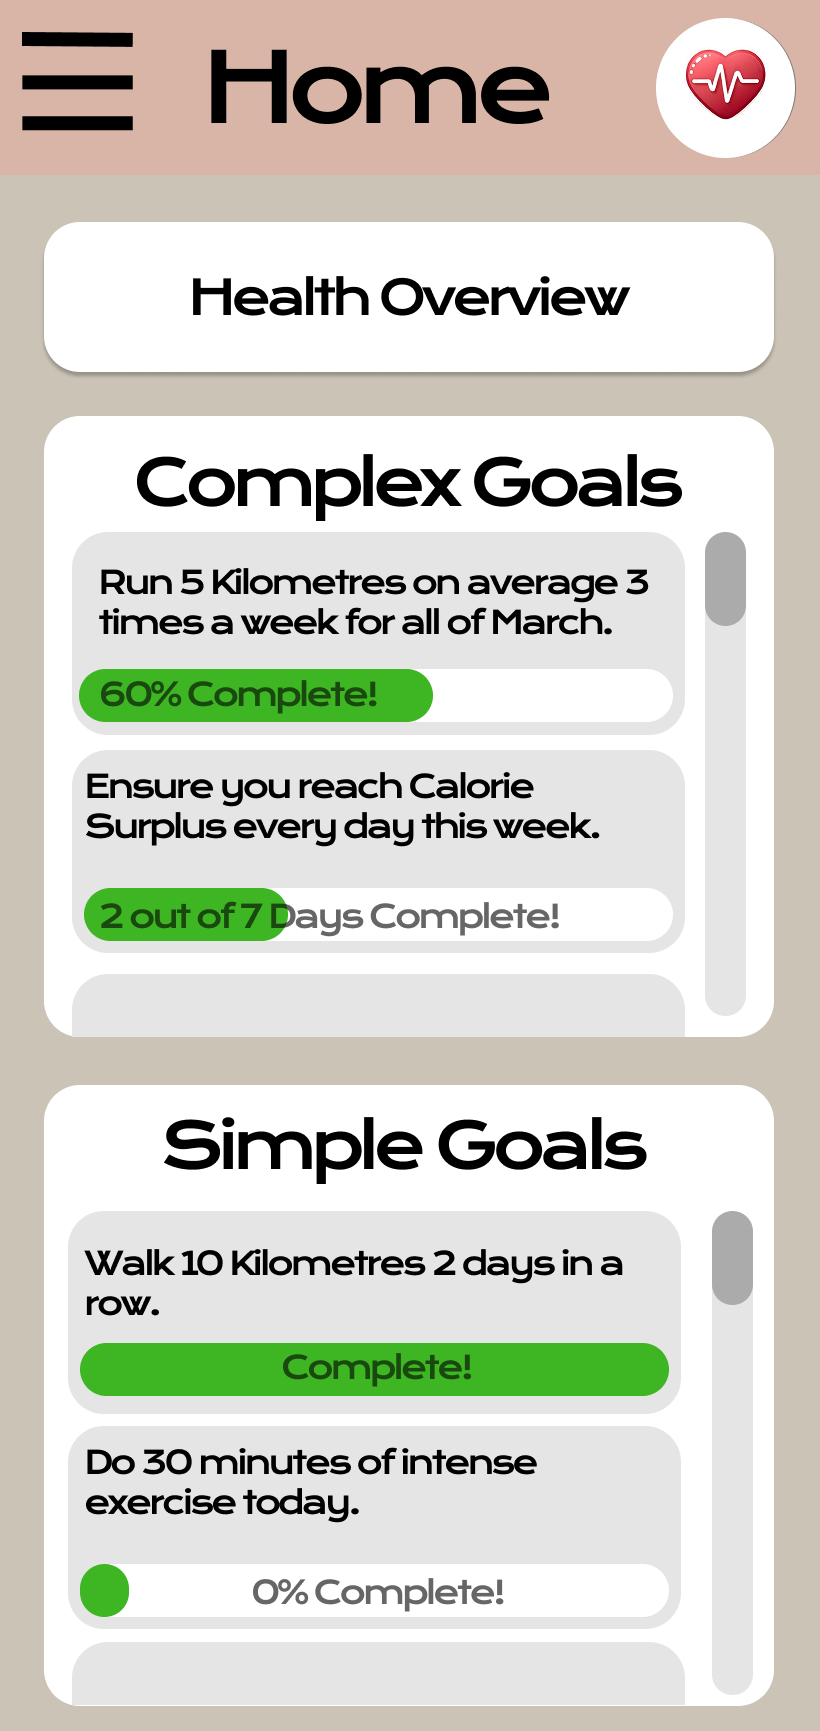 Home
Health Overview
Complex Goals
Run 5 Kilometres on average 3
times a week for all of March.
60% Complete!
Ensure you reach Calorie
Surplus every day this week.
2 out of 7 Days Complete!
Simple Goals
Walk 10 Kilometres 2 days in a
row.
Complete!
Do 30 minutes of intense
exercise today.
0% Complete!